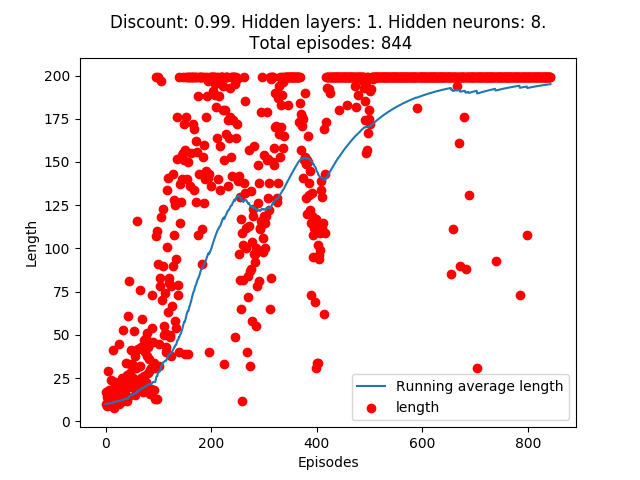 Discount: 0.99. Hidden layers: 1. Hidden neurons: 8.
Total episodes: 844
200
175
150
125
100
75
50
25
0
Length
Running average length
length
0
200
400
600
800
Episodes